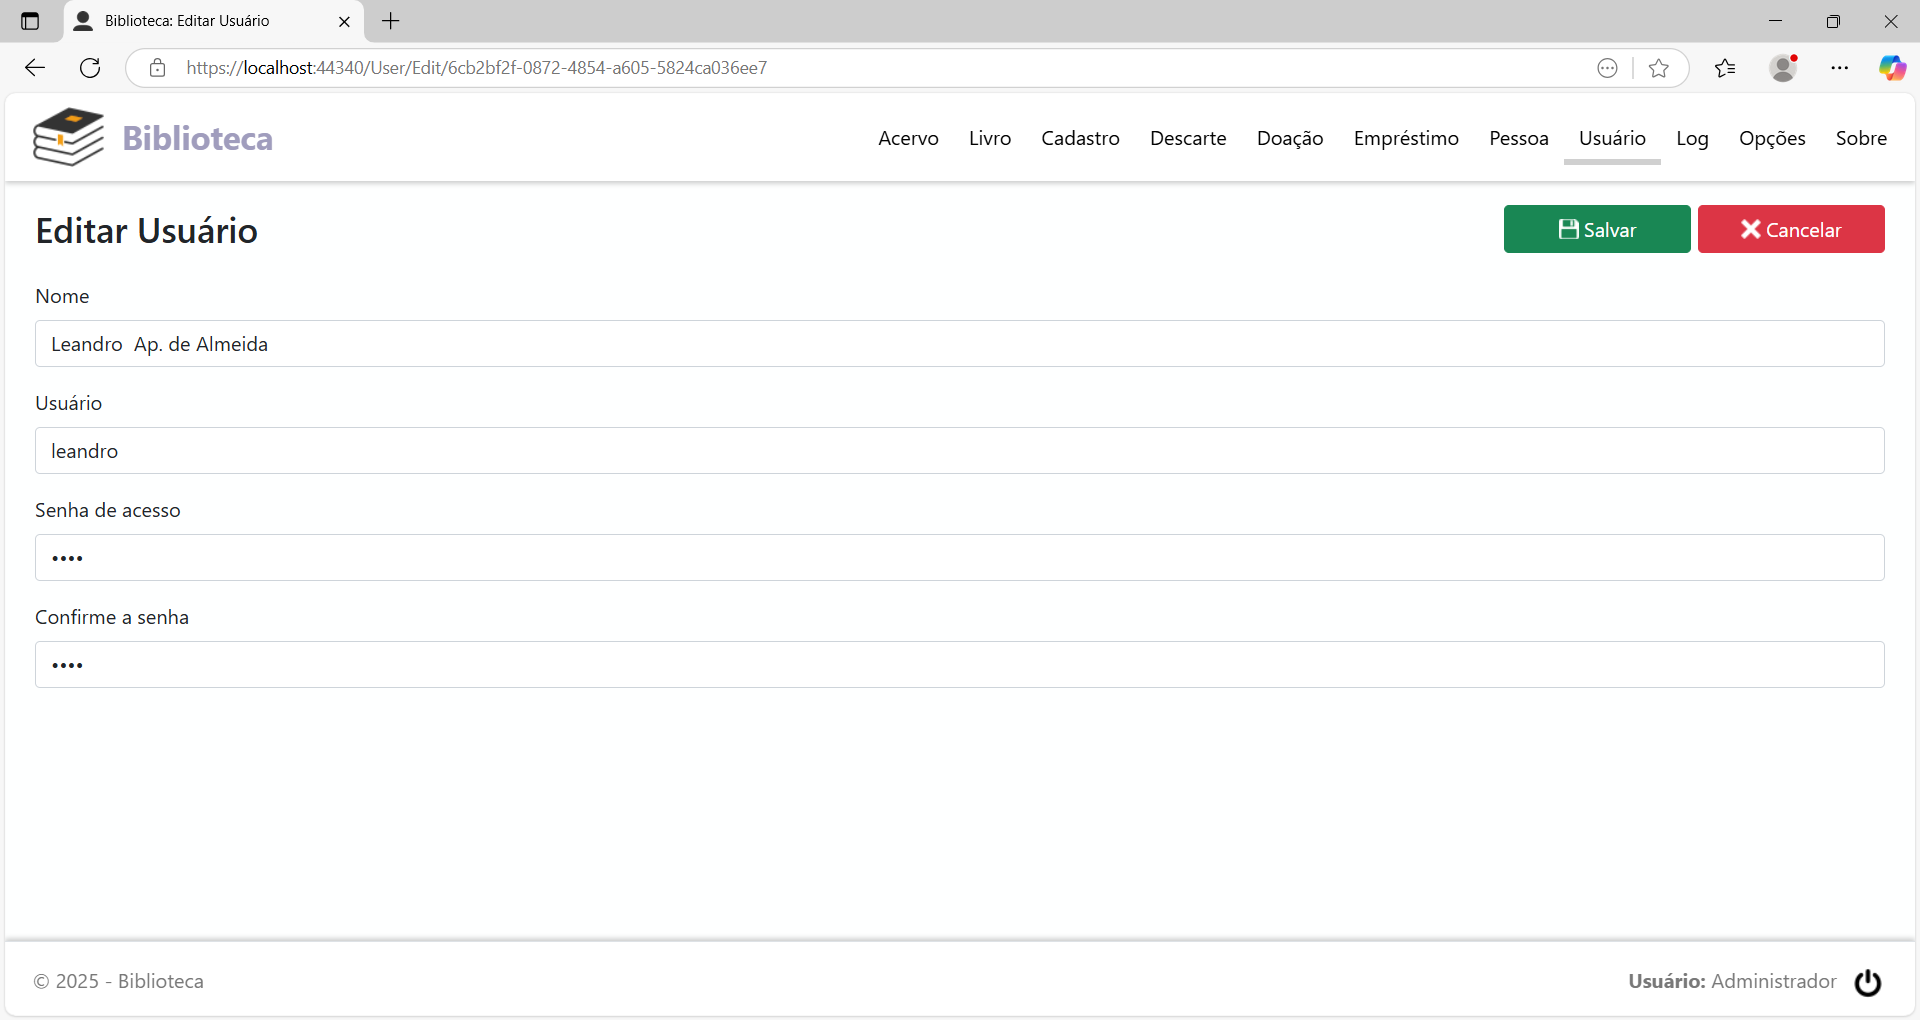 Biblioteca: Editar Usuário
https://localhost:44340/User/Edit/6cb2bf2f-0872-4854-a605-5824ca036ee7
Biblioteca
Acervo Livro Cadastro Descarte Doação Empréstimo Pessoa Usuário Log Opções Sobre
Editar Usuário
Salvar Cancelar
Nome
Leandro  Ap. de Almeida
Usuário
leandro
Senha de acesso
••••
Confirme a senha
••••
© 2025 - Biblioteca
Usuário: Administrador